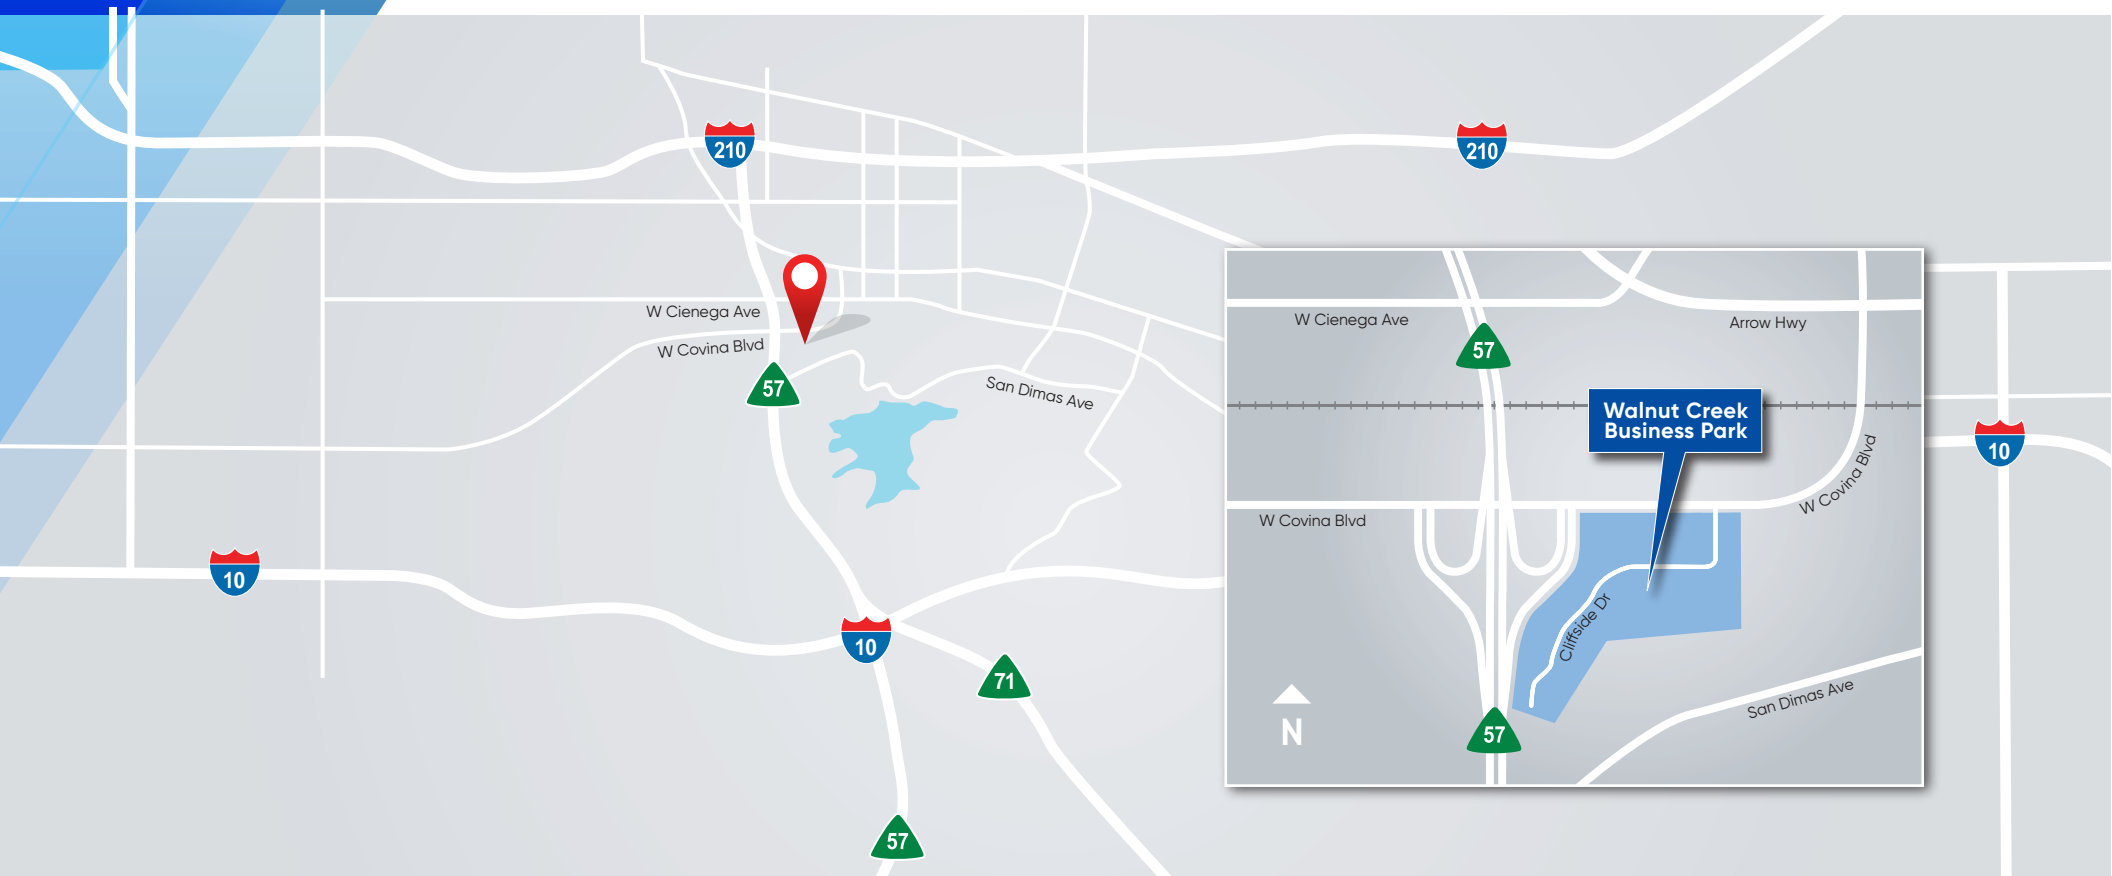 210
210
W Cienega Ave
W Covina Blvd
57
San Dimas Ave
10
10
71
57
10
W Cienega Ave
Arrow Hwy
57
Walnut Creek
Business Park
W Covina Blvd
W Covina Blvd
Cliffside Dr
San Dimas Ave
N
57